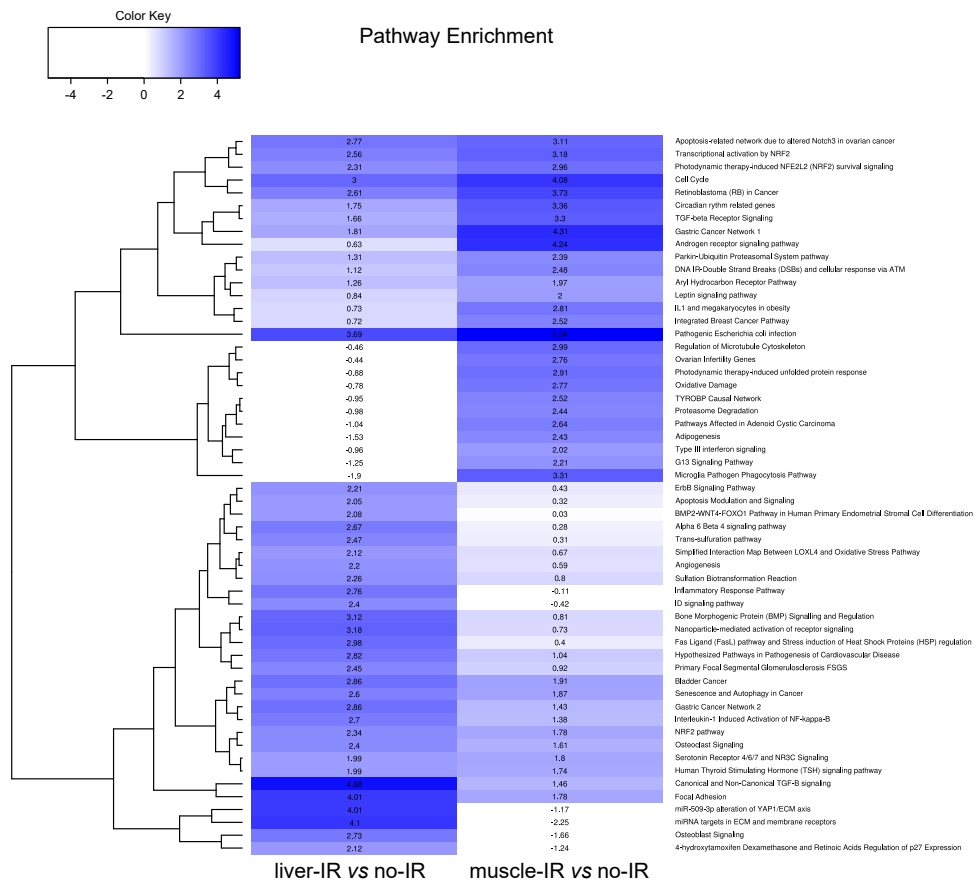 Color Key
-4 -2 0 2 4
Pathway Enrichment
2.77 3.11 Apoptosis-related network due to altered Notch3 in ovarian cancer
2.56 3.18 Transcriptional activation by NRF2
2.31 2.96 Photodynamic therapy-induced NFE2L2 (NRF2) survival signaling
3 4.08 Cell Cycle
2.61 3.73 Retinoblastoma (RB) in Cancer
1.75 3.36 Circadian rythm related genes
1.66 3.3 TGF-beta Receptor Signaling
1.81 4.31 Gastric Cancer Network 1
0.63 4.24 Androgen receptor signaling pathway
1.31 2.39 Parkin-Ubiquitin Proteasomal System pathway
1.12 2.48 DNA IR-Double Strand Breaks (DSBs) and cellular response via ATM
1.26 1.97 Aryl Hydrocarbon Receptor Pathway
0.84 2 Leptin signaling pathway
0.73 2.81 IL1 and megakaryocytes in obesity
0.72 2.52 Integrated Breast Cancer Pathway
3.69 Pathogenic Escherichia coli infection
-0.46 2.99 Regulation of Microtubule Cytoskeleton
-0.44 2.76 Ovarian Infertility Genes
-0.88 2.91 Photodynamic therapy-induced unfolded protein response
-0.78 2.77 Oxidative Damage
-0.95 2.52 TYROBP Causal Network
-0.98 2.44 Proteasome Degradation
-1.04 2.64 Pathways Affected in Adenoid Cystic Carcinoma
-1.53 2.43 Adipogenesis
-0.96 2.02 Type III interferon signaling
-1.25 2.21 G13 Signaling Pathway
-1.9 3.31 Microglia Pathogen Phagocytosis Pathway
2.21 0.43 ErbB Signaling Pathway
2.05 0.32 Apoptosis Modulation and Signaling
2.08 0.03 BMP2-WNT4-FOXO1 Pathway in Human Primary Endometrial Stromal Cell Differentiation
2.67 0.28 Alpha 6 Beta 4 signaling pathway
2.47 0.31 Trans-sulfuration pathway
2.12 0.67 Simplified Interaction Map Between LOXL4 and Oxidative Stress Pathway
2.2 0.59 Angiogenesis
2.26 0.8 Sulfation Biotransformation Reaction
2.76 -0.11 Inflammatory Response Pathway
2.4 -0.42 ID signaling pathway
3.12 0.81 Bone Morphogenic Protein (BMP) Signalling and Regulation
3.18 0.73 Nanoparticle-mediated activation of receptor signaling
2.98 0.4 Fas Ligand (FasL) pathway and Stress induction of Heat Shock Proteins (HSP) regulation
2.82 1.04 Hypothesized Pathways in Pathogenesis of Cardiovascular Disease
2.45 0.92 Primary Focal Segmental Glomerulosclerosis FSGS
2.86 1.91 Bladder Cancer
2.6 1.87 Senescence and Autophagy in Cancer
2.86 1.43 Gastric Cancer Network 2
2.7 1.38 Interleukin-1 Induced Activation of NF-kappa-B
2.34 1.78 NRF2 pathway
2.4 1.61 Osteoclast Signaling
1.99 1.8 Serotonin Receptor 4/6/7 and NR3C Signaling
1.99 1.74 Human Thyroid Stimulating Hormone (TSH) signaling pathway
1.46 Canonical and Non-Canonical TGF-B signaling
4.01 1.78 Focal Adhesion
4.01 -1.17 miR-509-3p alteration of YAP1/ECM axis
4.1 -2.25 miRNA targets in ECM and membrane receptors
2.73 -1.66 Osteoblast Signaling
2.12 -1.24 4-hydroxytamoxifen Dexamethasone and Retinoic Acids Regulation of p27 Expression
liver-IR vs no-IR muscle-IR vs no-IR